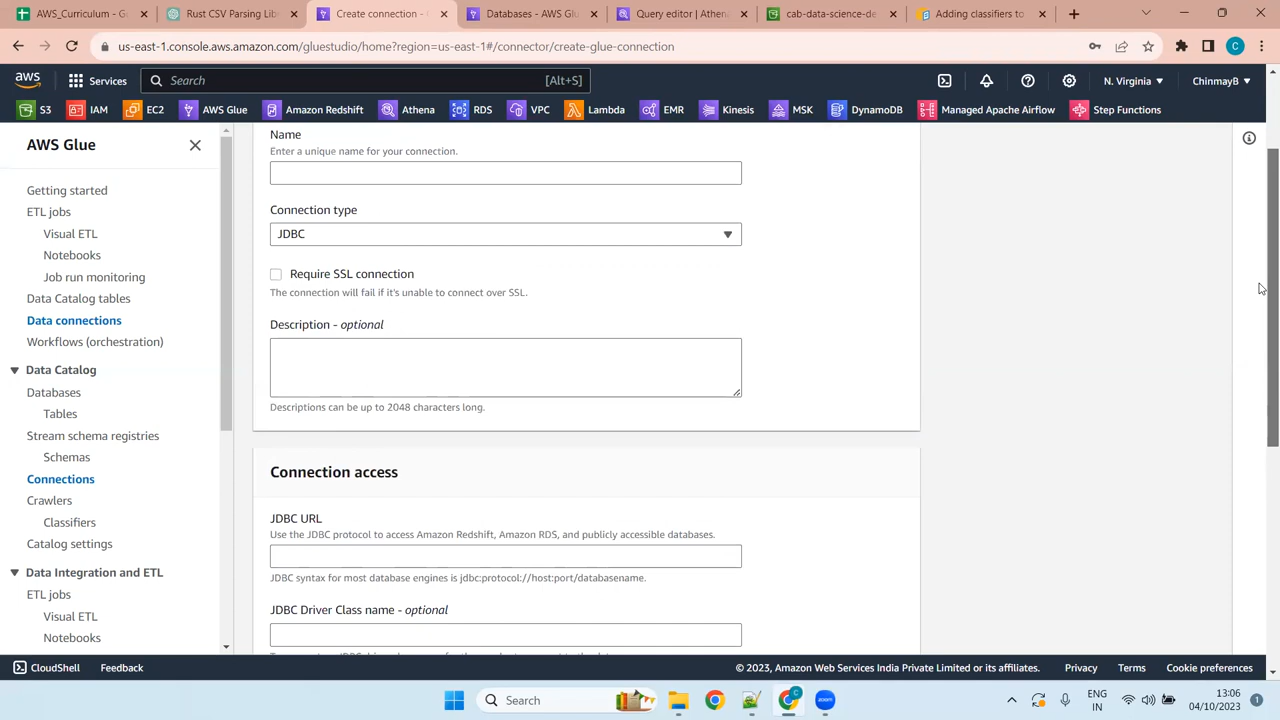 AWS_Curriculum - G
Rust CSV Parsing Lib
Create connection -
Databases - AWS Gl
Query editor | Athe
cab-data-science-de
Adding classifiers to
us-east-1.console.aws.amazon.com/gluestudio/home?region=us-east-1#/connector/create-glue-connection
C
aws
Services
Search
[Alt+S]
N. Virginia
ChinmayB
S3
IAM
EC2
AWS Glue
Amazon Redshift
Athena
RDS
VPC
Lambda
EMR
Kinesis
MSK
DynamoDB
Managed Apache Airflow
Step Functions
AWS Glue
Getting started
ETL jobs
Visual ETL
Notebooks
Job run monitoring
Data Catalog tables
Data connections
Workflows (orchestration)
Data Catalog
Databases
Tables
Stream schema registries
Schemas
Connections
Crawlers
Classifiers
Catalog settings
Data Integration and ETL
ETL jobs
Visual ETL
Notebooks
Name
Enter a unique name for your connection.
Connection type
JDBC
Require SSL connection
The connection will fail if it's unable to connect over SSL.
Description - optional
Descriptions can be up to 2048 characters long.
Connection access
JDBC URL
Use the JDBC protocol to access Amazon Redshift, Amazon RDS, and publicly accessible databases.
JDBC syntax for most database engines is jdbc:protocol://host:port/databasename.
JDBC Driver Class name - optional
CloudShell
Feedback
© 2023, Amazon Web Services India Private Limited or its affiliates.
Privacy
Terms
Cookie preferences
Search
zoom
ENG
IN
13:06
04/10/2023
1